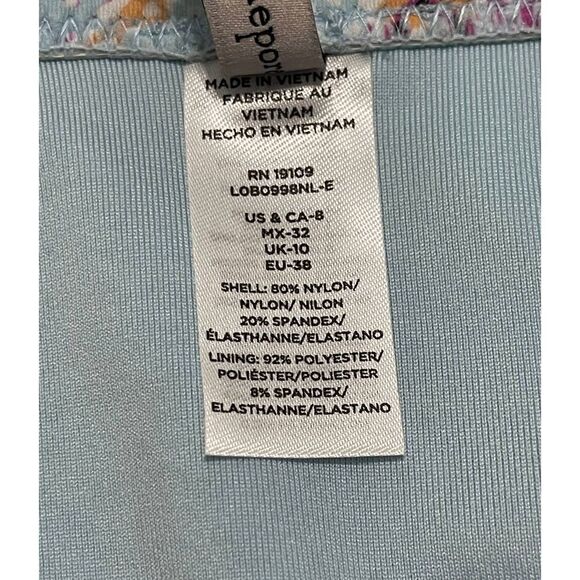 epor
MADE IN VIETNAM
FABRIQUE AU
VIETNAM
HECHO EN VIETNAM
RN 19109
L0B0998NL-E
US & CA-8
MX-32
UK-10
EU-38
SHELL: 80% NYLON/
NYLON/ NILON
20% SPANDEX/
ÉLASTHANNE/ELASTANO
LINING: 92% POLYESTER/
POLIÉSTER/POLIESTER
8% SPANDEX/
ELASTHANNE/ELASTANO